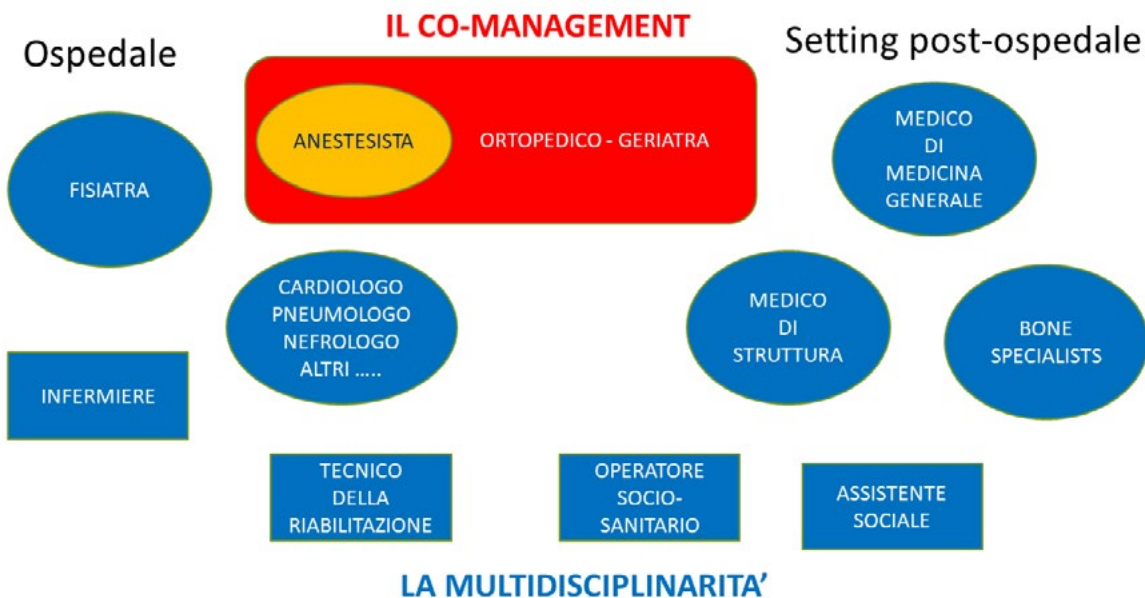 IL CO-MANAGEMENT
Ospedale
Setting post-ospedale
ANESTESISTA
ORTOPEDICO - GERIATRA
MEDICO
DI
MEDICINA
GENERALE
FISIATRA
CARDIOLOGO
PNEUMOLOGO
NEFROLOGO
ALTRI .....
MEDICO
DI
STRUTTURA
BONE
SPECIALISTS
INFERMIERE
TECNICO
DELLA
RIABILITAZIONE
OPERATORE
SOCIO-
SANITARIO
ASSISTENTE
SOCIALE
LA MULTIDISCIPLINARITA’